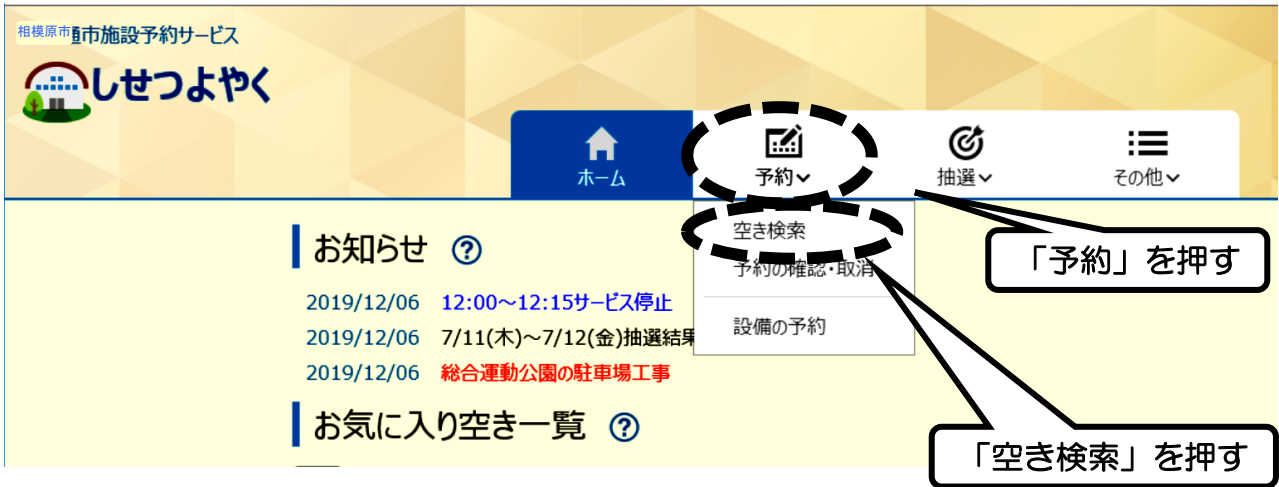 相模原市
通市施設予約サービス
しせつよやく
ホーム
予約
抽選
その他
空き検索
予約の確認・取消
設備の予約
「予約」を押す
お知らせ ?
2019/12/06 12:00～12:15サービス停止
2019/12/06 7/11(木)～7/12(金)抽選結果
2019/12/06 総合運動公園の駐車場工事
お気に入り空き一覧 ?
「空き検索」を押す